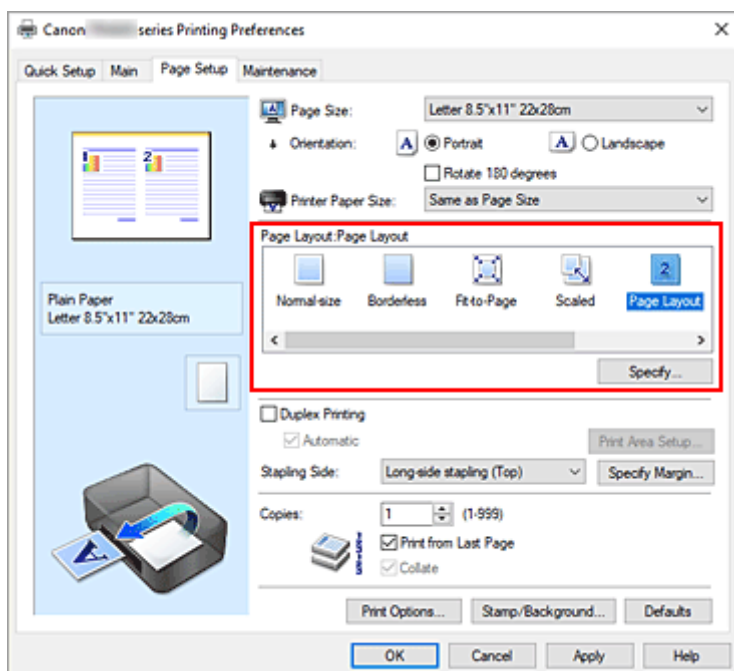 Canon series Printing Preferences
Quick Setup Main Page Setup Maintenance
1 2
Plain Paper
Letter 8.5"x11" 22x28cm
A
Page Size: Letter 8.5"x11" 22x28cm
Orientation: A Portrait A Landscape
Rotate 180 degrees
Printer Paper Size: Same as Page Size
Page Layout:Page Layout
2
Normal-size Borderless Fit-to-Page Scaled Page Layout
Specify...
Duplex Printing
Automatic Print Area Setup...
Stapling Side: Long-side stapling (Top) Specify Margin...
Copies: 1 (1-999)
Print from Last Page
Collate
Print Options... Stamp/Background... Defaults
OK Cancel Apply Help